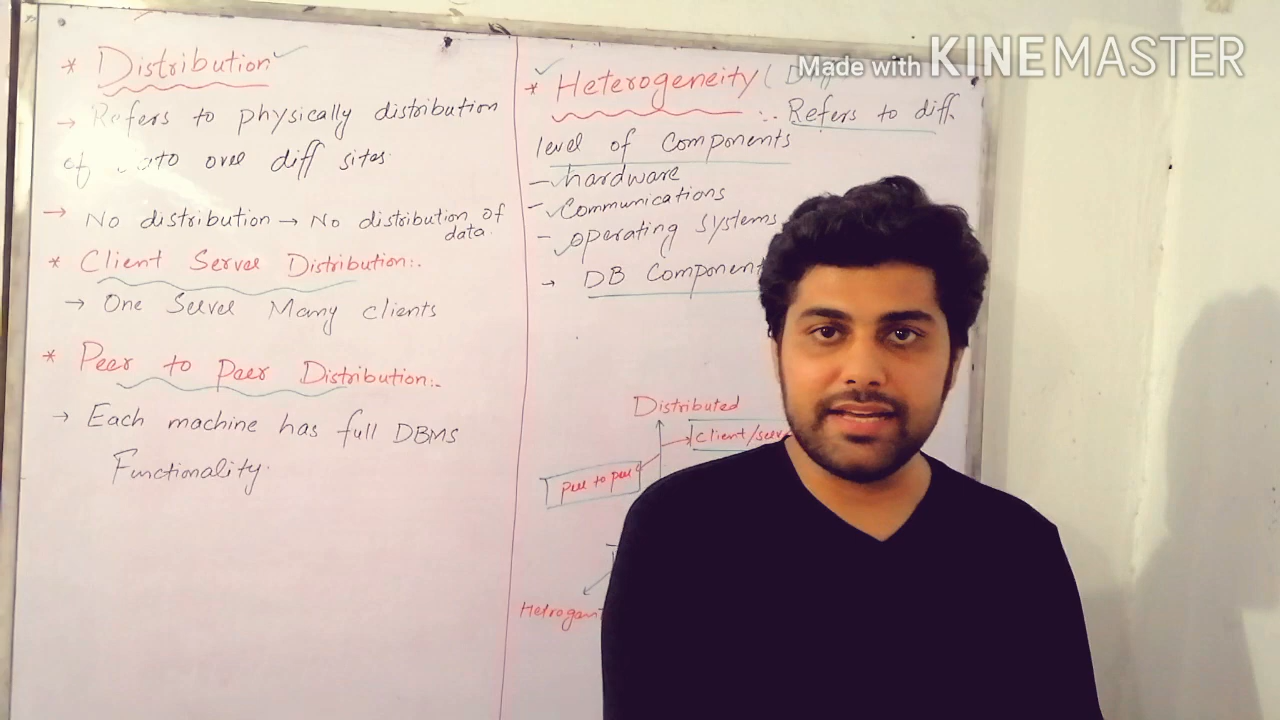 * Distribution
→ Refers to physically distribution
of over diff sites.
→ No distribution → No distribution of
data.
* Client Server Distribution:-
→ One Server Many clients
* Peer to Peer Distribution:-
→ Each machine has full DBMS
Functionality.
Made with KINEMASTER
* Heterogeneity (
:- Refers to diff.
level of Components
- hardware
- Communications
- operating systems
→ DB Component
Distributed
client/serv
peer to peer